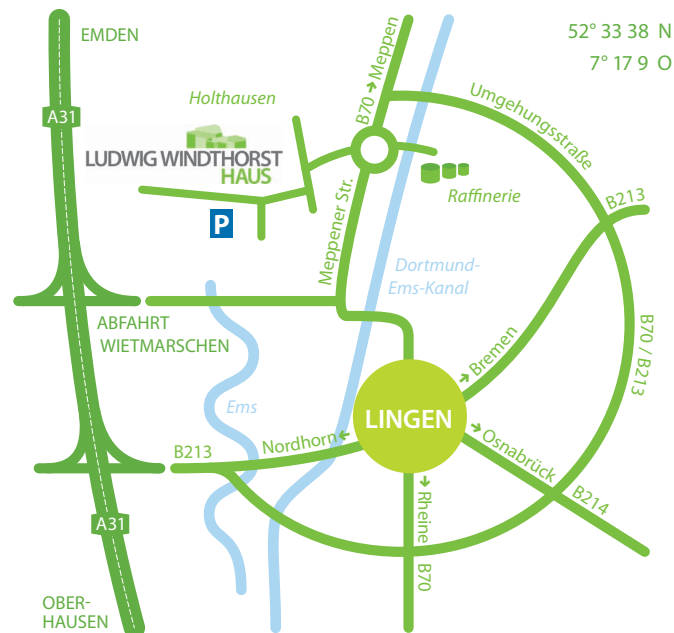 EMDEN
52° 33 38 N
7° 17 9 O
B70 → Meppen
Holthausen
Umgehungsstraße
A31
LUDWIG WINDTHORST
HAUS
Raffinerie
B213
P
Meppener Str.
Dortmund-
Ems-Kanal
ABFAHRT
WIETMARSCHEN
B70 / B213
→ Bremen
Ems
LINGEN
B213
Nordhorn ←
→ Osnabrück
B214
→ Rheine
B70
A31
OBER-
HAUSEN